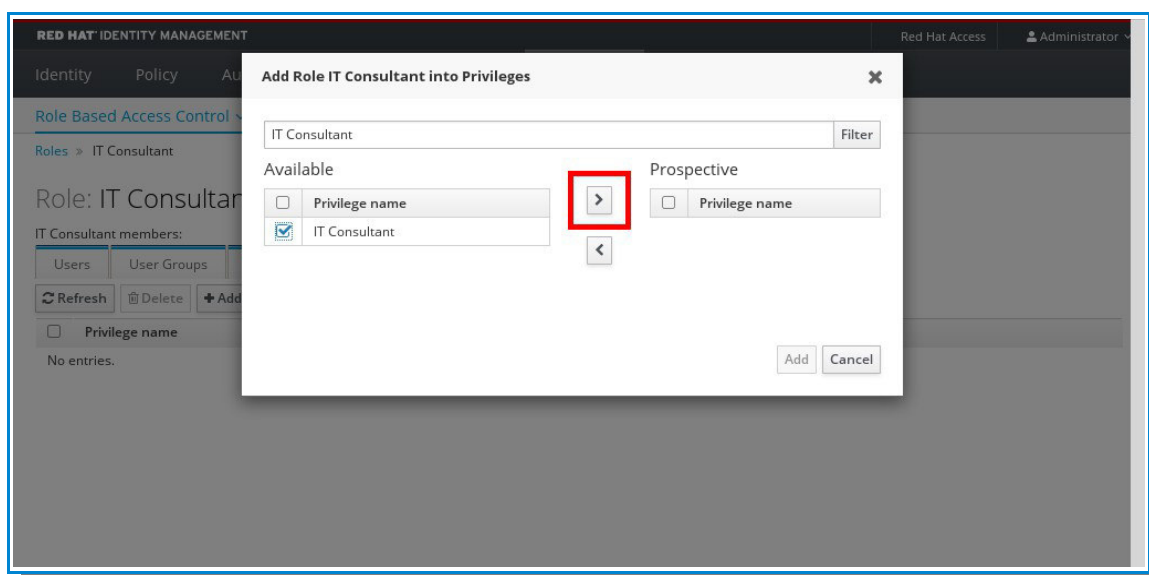 RED HAT® IDENTITY MANAGEMENT
Red Hat Access
Administrator
Identity
Policy
Au
Add Role IT Consultant into Privileges
Role Based Access Control
Roles » IT Consultant
IT Consultant
Filter
Available
Prospective
Role: IT Consultan
Privilege name
Privilege name
IT Consultant members:
IT Consultant
Users
User Groups
Refresh
Delete
Add
Privilege name
No entries.
Add
Cancel